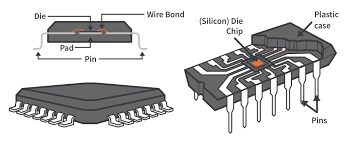 Die
Wire Bond
Pad
Pin
(Silicon) Die
Chip
Plastic
case
Pins